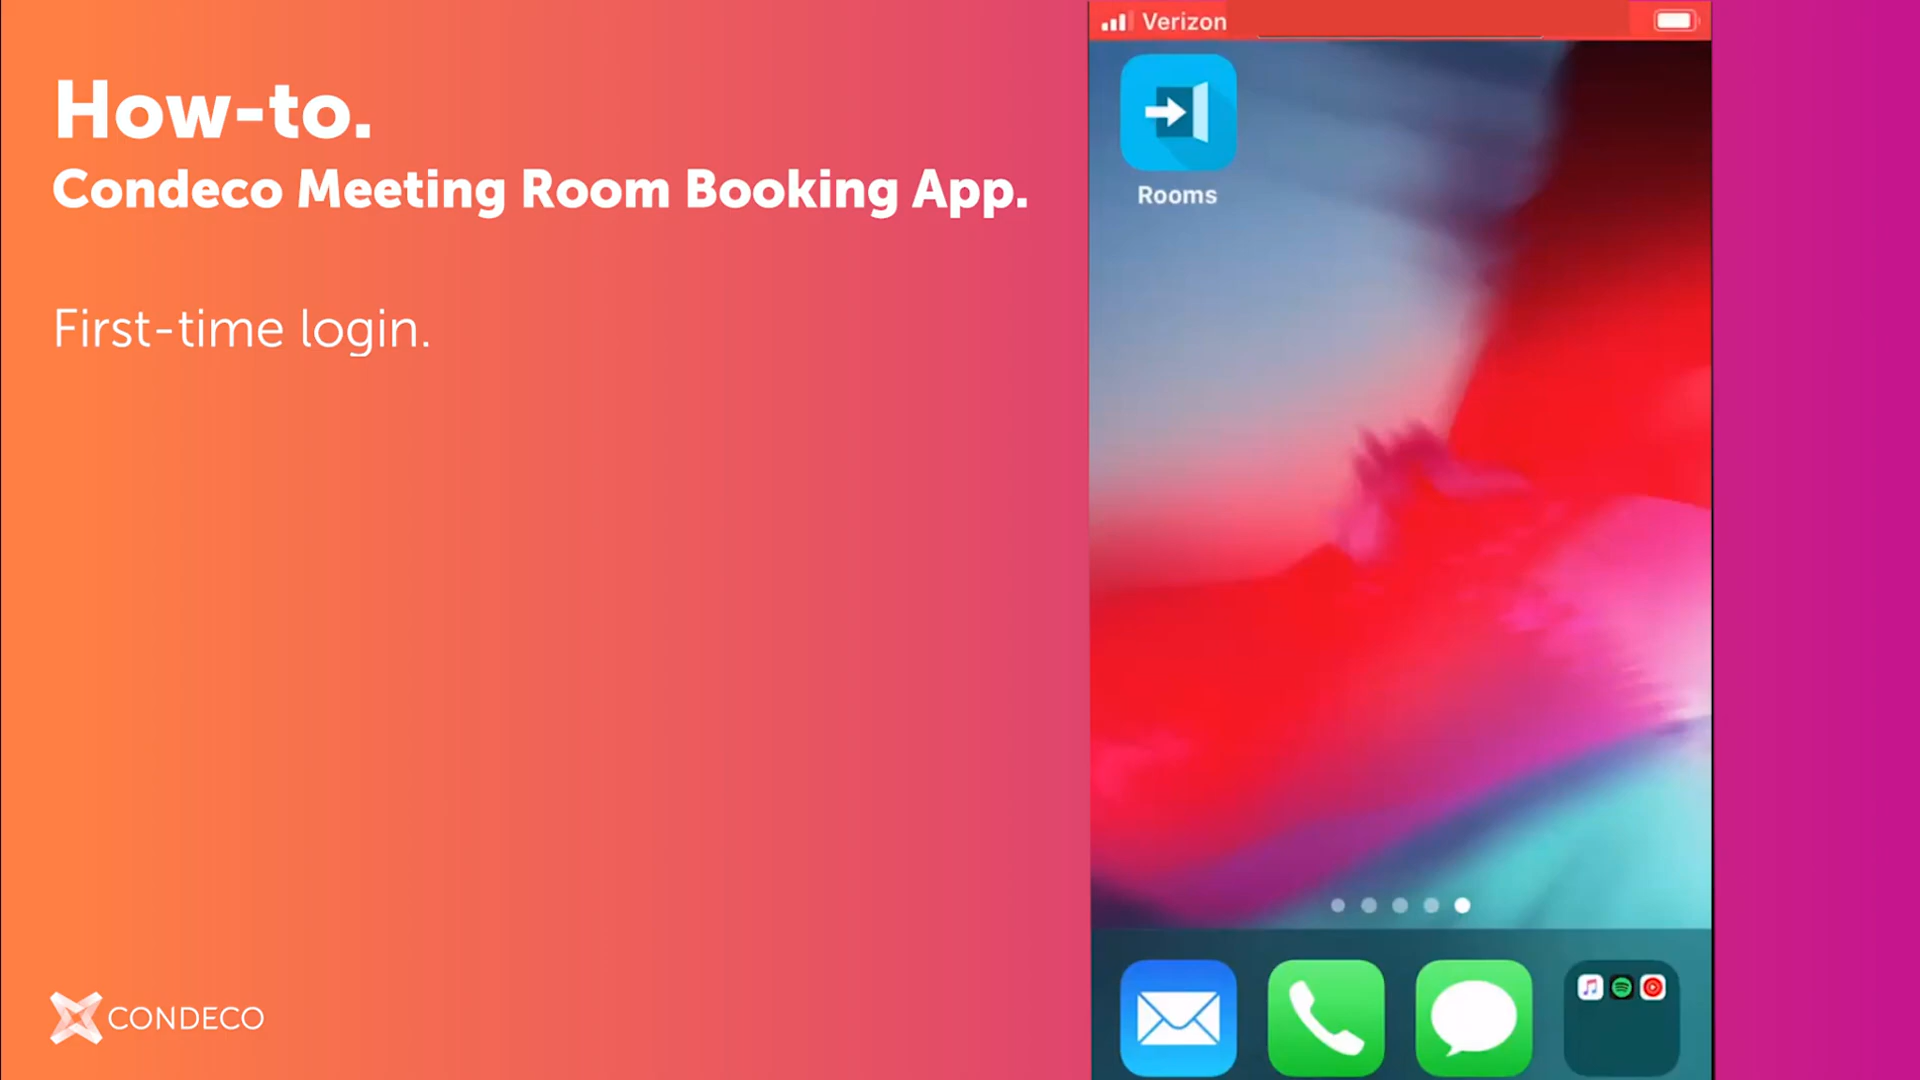 How-to.
Condeco Meeting Room Booking App.
First-time login.
CONDECO
Verizon
Rooms